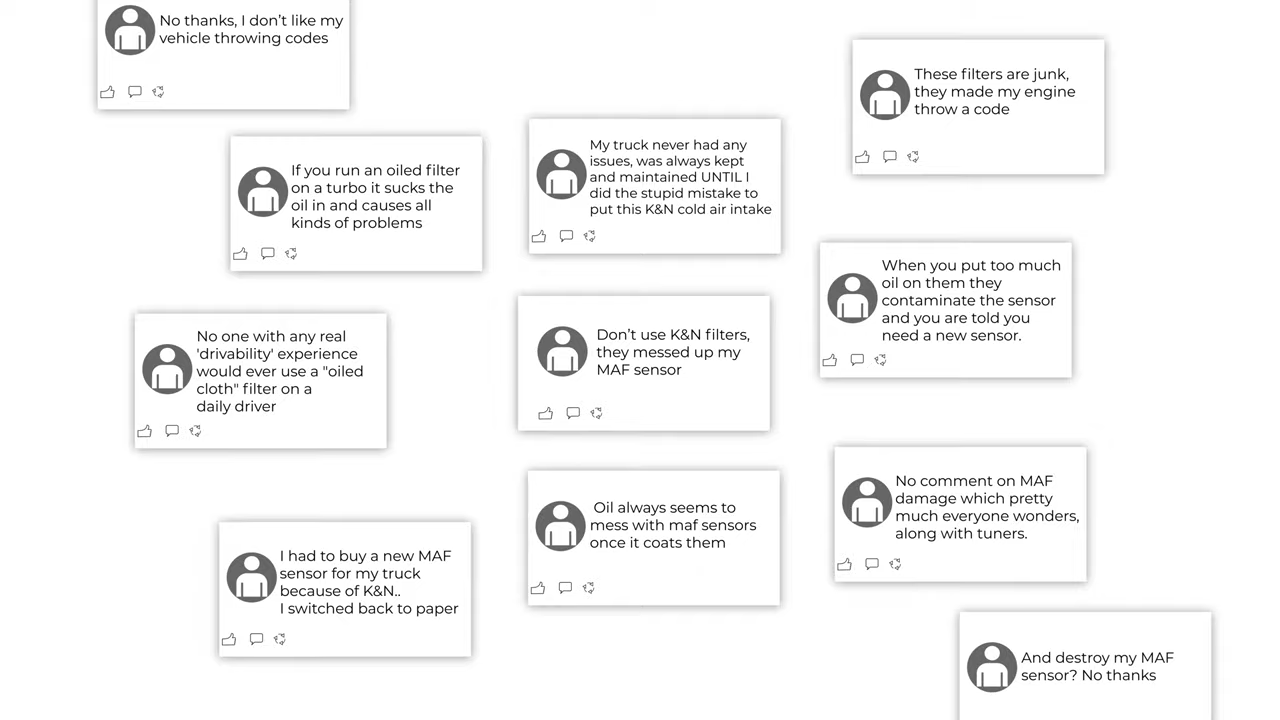 No thanks, I don’t like my
vehicle throwing codes
These filters are junk,
they made my engine
throw a code
If you run an oiled filter
on a turbo it sucks the
oil in and causes all
kinds of problems
My truck never had any
issues, was always kept
and maintained UNTIL I
did the stupid mistake to
put this K&N cold air intake
When you put too much
oil on them they
contaminate the sensor
and you are told you
need a new sensor.
No one with any real
'drivability' experience
would ever use a "oiled
cloth" filter on a
daily driver
Don’t use K&N filters,
they messed up my
MAF sensor
No comment on MAF
damage which pretty
much everyone wonders,
along with tuners.
Oil always seems to
mess with maf sensors
once it coats them
I had to buy a new MAF
sensor for my truck
because of K&N..
I switched back to paper
And destroy my MAF
sensor? No thanks